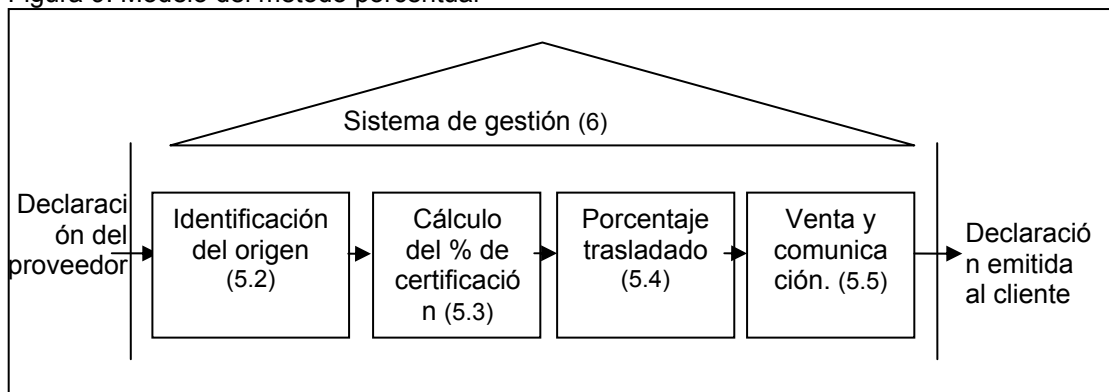 Figura 3. Modelo del método porcentual
Sistema de gestión (6)
Declaraci
ón del
proveedor
Identificación
del origen
(5.2)
Cálculo
del % de
certificació
n (5.3)
Porcentaje
trasladado
(5.4)
Venta y
comunica
ción. (5.5)
Declaració
n emitida
al cliente